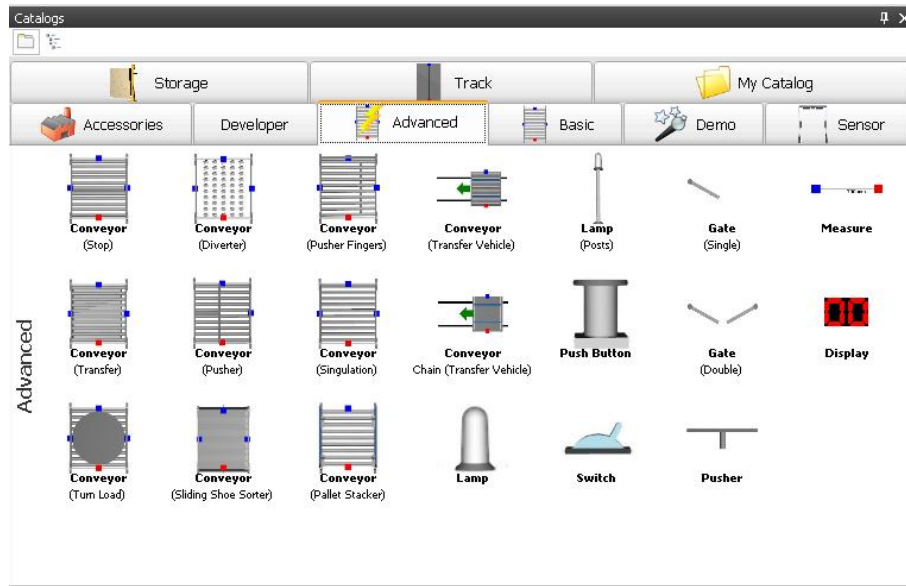 Catalogs
Storage
Track
My Catalog
Accessories
Developer
Advanced
Basic
Demo
Sensor
Advanced
Conveyor
(Stop)
Conveyor
(Diverter)
Conveyor
(Pusher Fingers)
Conveyor
(Transfer Vehicle)
Lamp
(Posts)
Gate
(Single)
Measure
Conveyor
(Transfer)
Conveyor
(Pusher)
Conveyor
(Singulation)
Conveyor
Chain (Transfer Vehicle)
Push Button
Gate
(Double)
00
Display
Conveyor
(Turn Load)
Conveyor
(Sliding Shoe Sorter)
Conveyor
(Pallet Stacker)
Lamp
Switch
Pusher